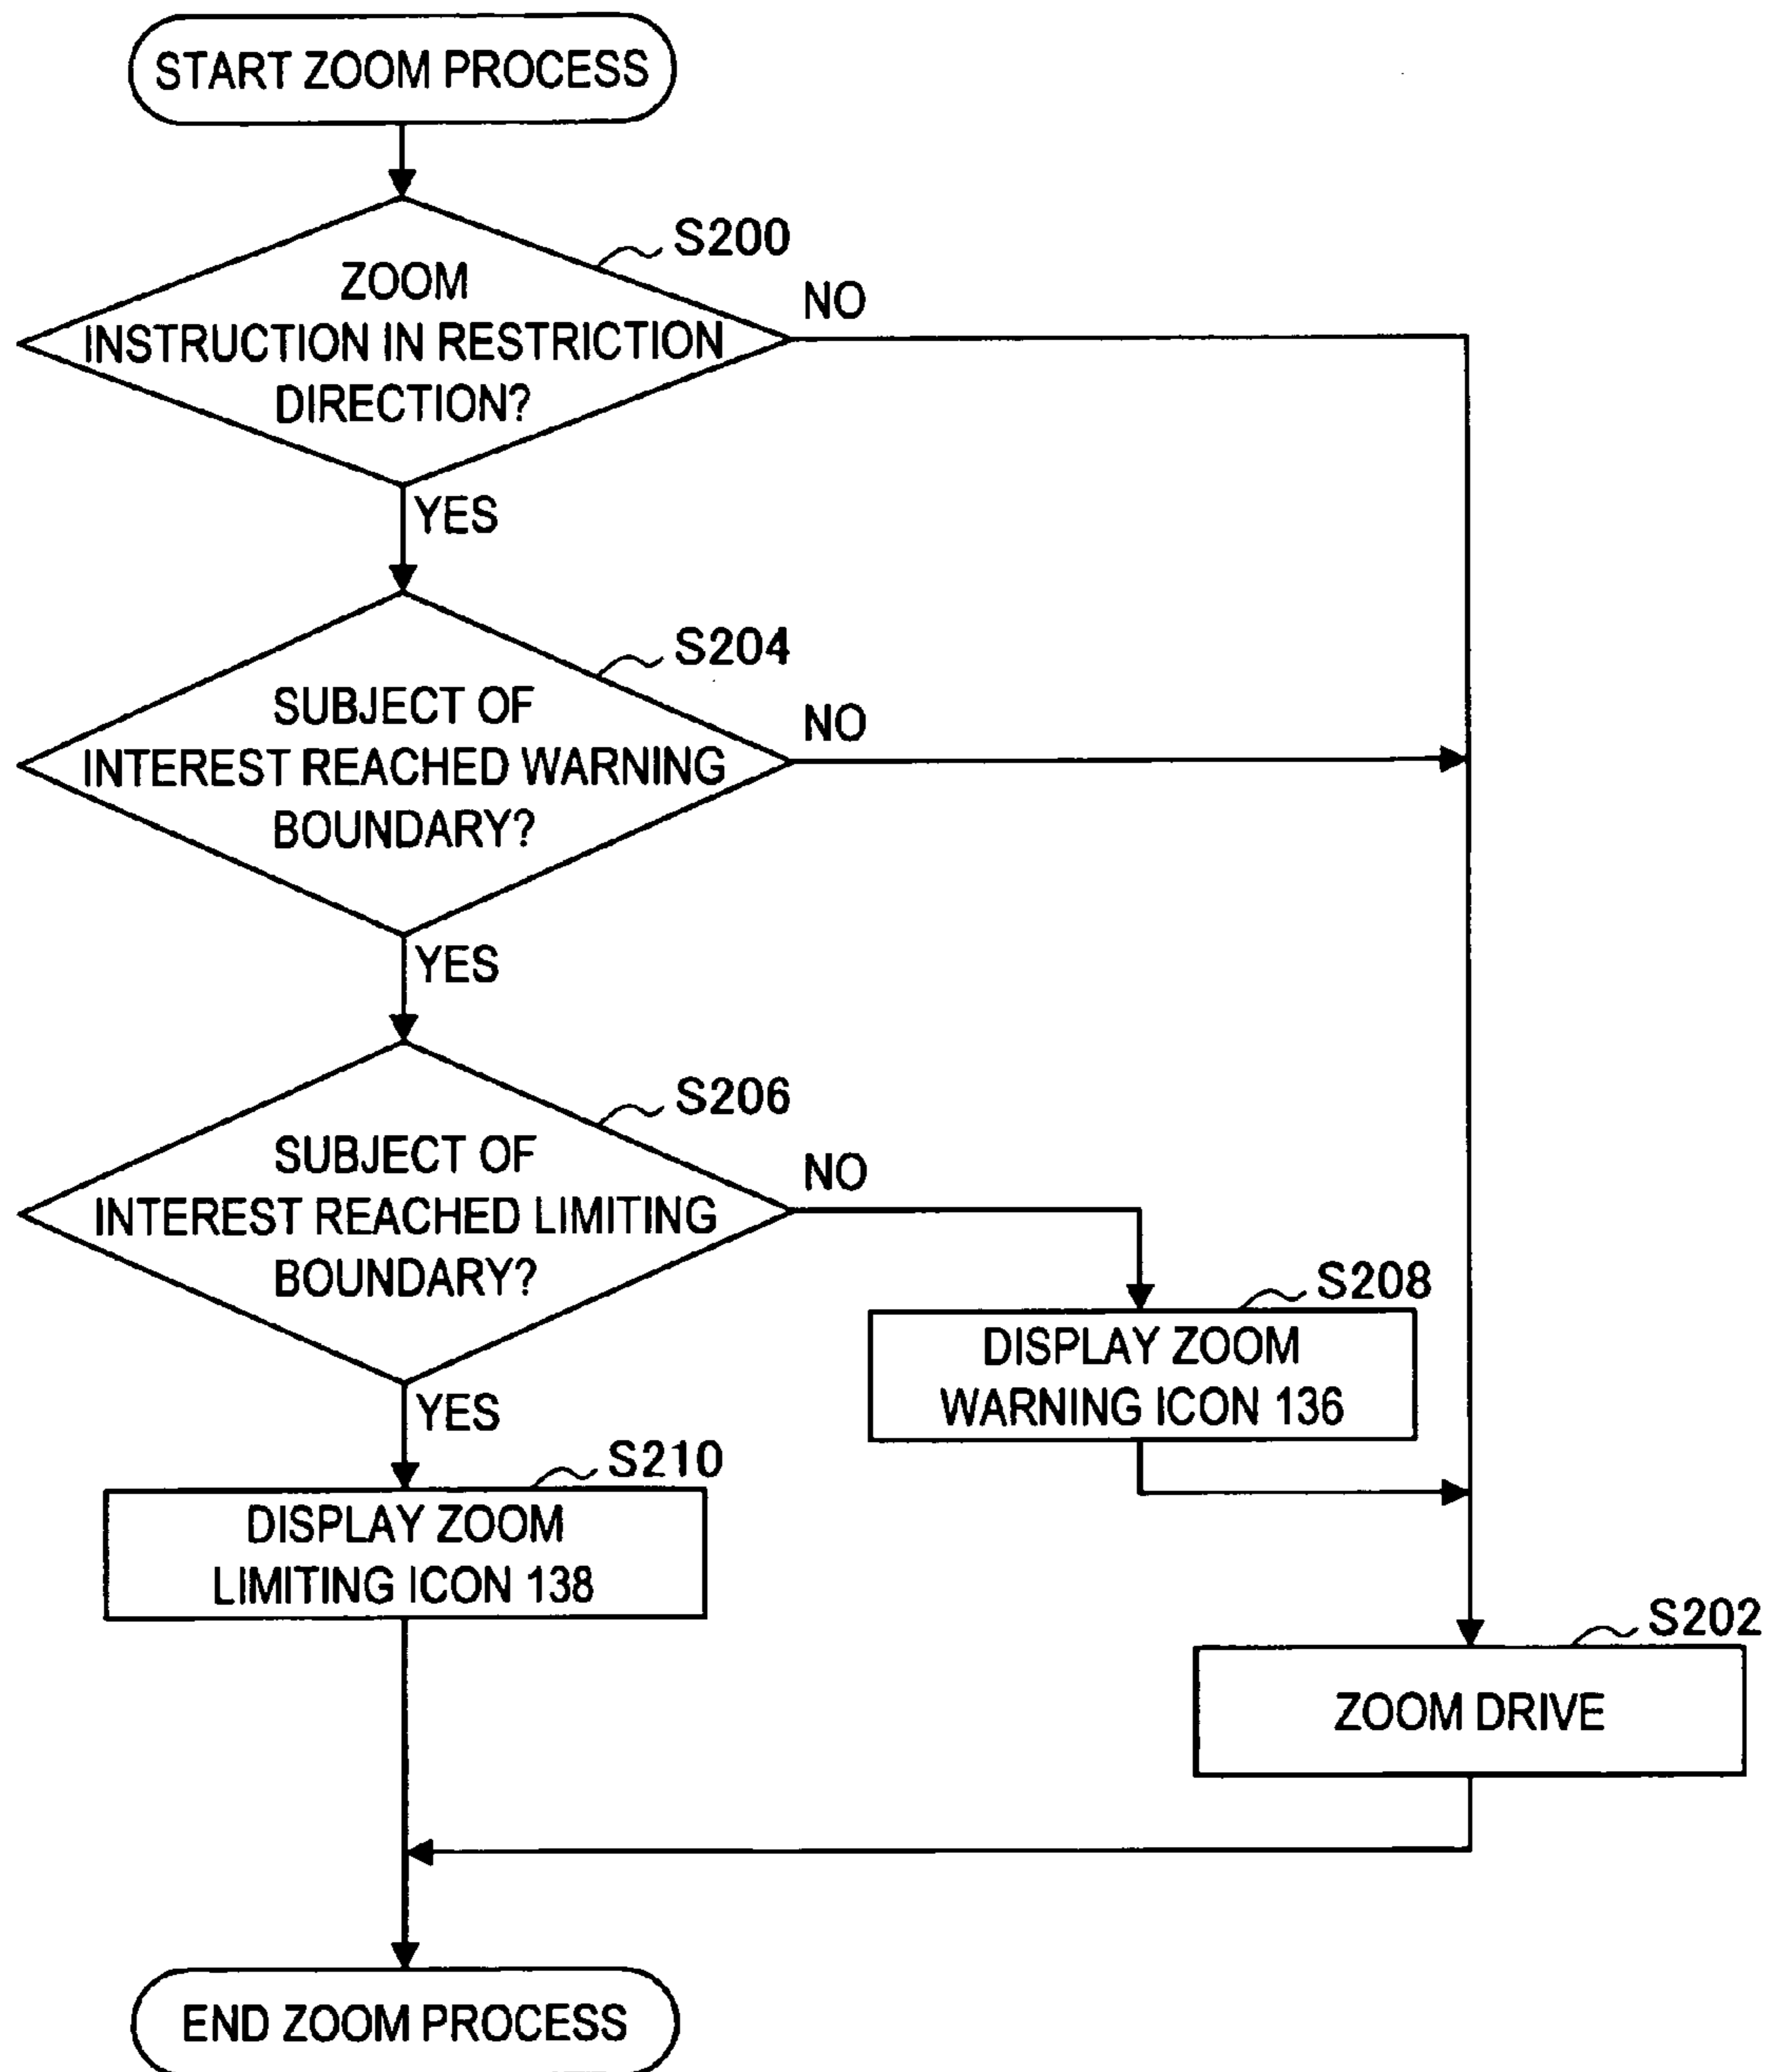 START ZOOM PROCESS
S200
ZOOM
INSTRUCTION IN RESTRICTION
DIRECTION?
NO
YES
S204
SUBJECT OF
INTEREST REACHED WARNING
BOUNDARY?
NO
YES
S206
SUBJECT OF
INTEREST REACHED LIMITING
BOUNDARY?
NO
YES
S208
DISPLAY ZOOM
WARNING ICON 136
S210
DISPLAY ZOOM
LIMITING ICON 138
S202
ZOOM DRIVE
END ZOOM PROCESS